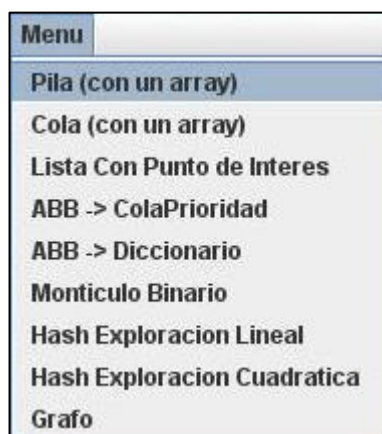 Menu
Pila (con un array)
Cola (con un array)
Lista Con Punto de Interes
ABB -> ColaPrioridad
ABB -> Diccionario
Monticulo Binario
Hash Exploracion Lineal
Hash Exploracion Cuadratica
Grafo